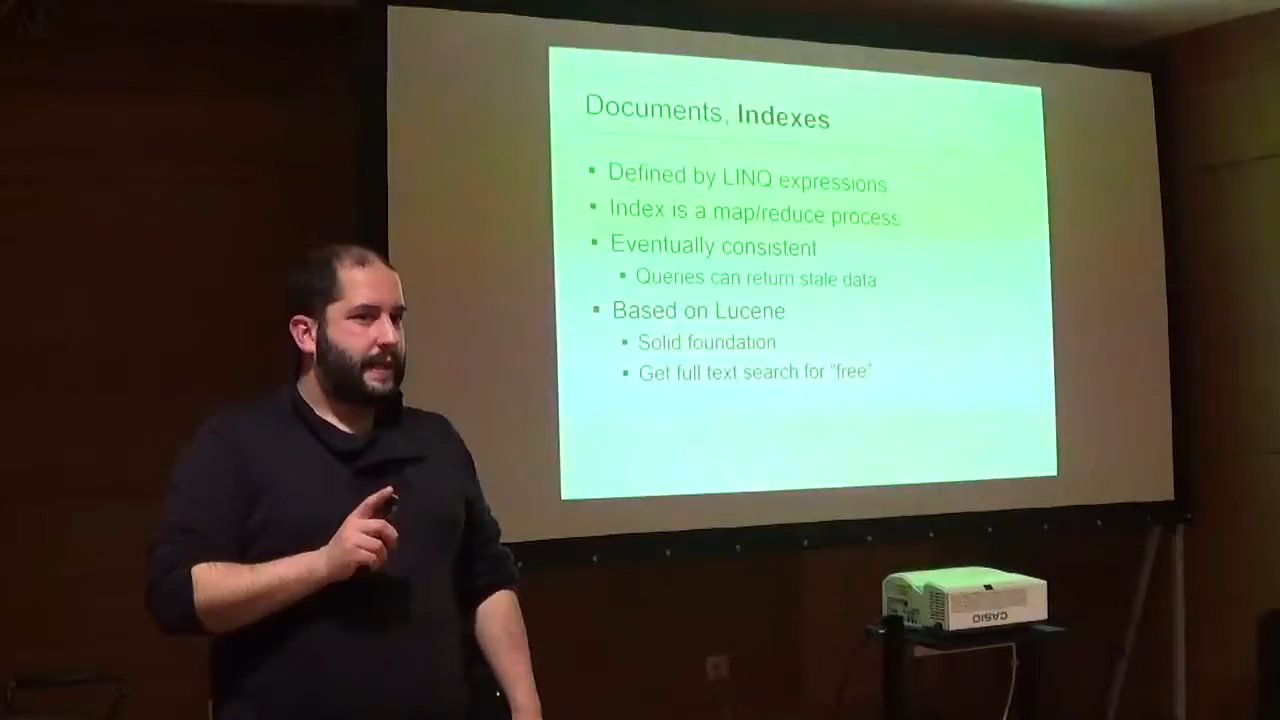 Documents, Indexes
▪ Defined by LINQ expressions
▪ Index is a map/reduce process
▪ Eventually consistent
▪ Queries can return stale data
▪ Based on Lucene
▪ Solid foundation
▪ Get full text search for "free"
CASIO